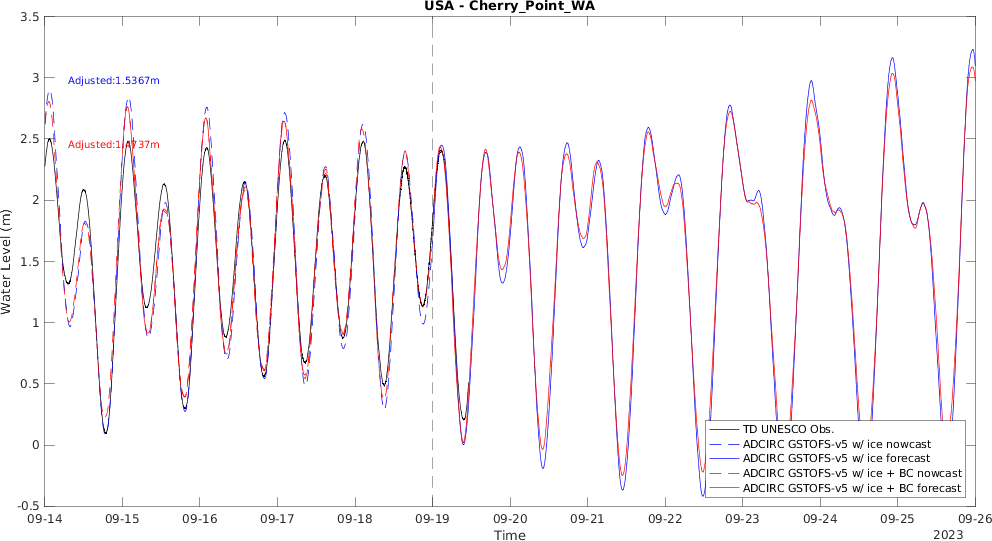 USA - Cherry_Point_WA
3.5
3
2.5
2
1.5
1
0.5
0
-0.5
Water Level (m)
Adjusted:1.5367m
TD UNESCO Obs.
ADCIRC GSTOFS-v5 w/ ice nowcast
ADCIRC GSTOFS-v5 w/ ice forecast
ADCIRC GSTOFS-v5 w/ ice + BC nowcast
ADCIRC GSTOFS-v5 w/ ice + BC forecast
09-14 09-15 09-16 09-17 09-18 09-19 09-20 09-21 09-22 09-23 09-24 09-25 09-26
Time
2023